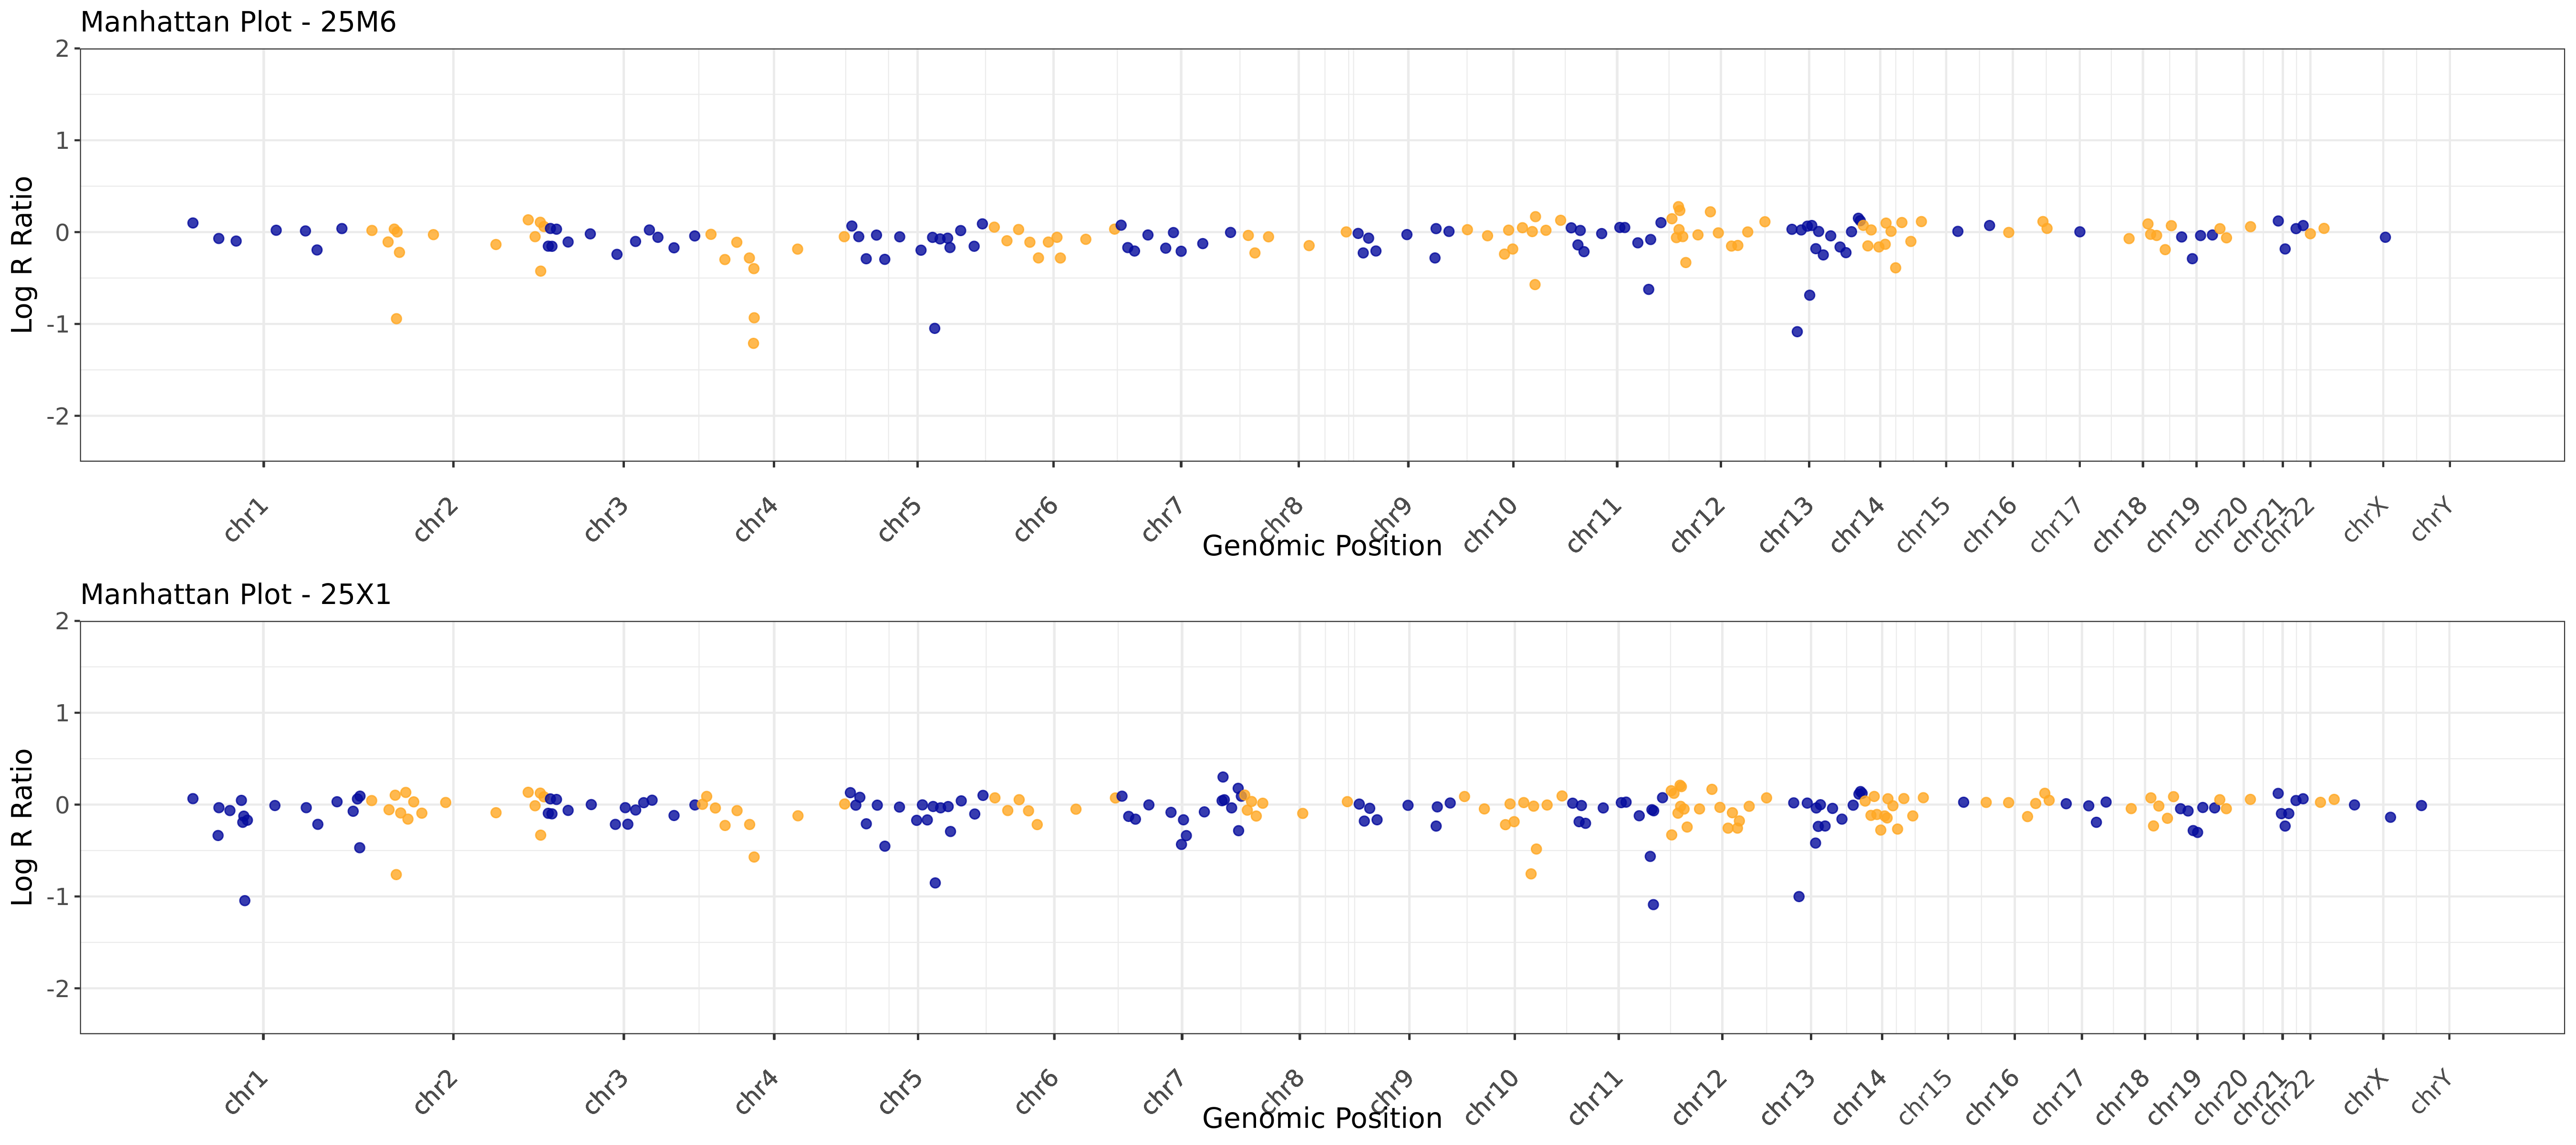 Manhattan Plot - 25M6
2
1
0
-1
-2
Log R Ratio
chr1 chr2 chr3 chr4 chr5 chr6 chr7 chr8 chr9 chr10 chr11 chr12 chr13 chr14 chr15 chr16 chr17 chr18 chr19 chr20 chr21 chr22 chrX chrY
Genomic Position
Manhattan Plot - 25X1
2
1
0
-1
-2
Log R Ratio
chr1 chr2 chr3 chr4 chr5 chr6 chr7 chr8 chr9 chr10 chr11 chr12 chr13 chr14 chr15 chr16 chr17 chr18 chr19 chr20 chr21 chr22 chrX chrY
Genomic Position